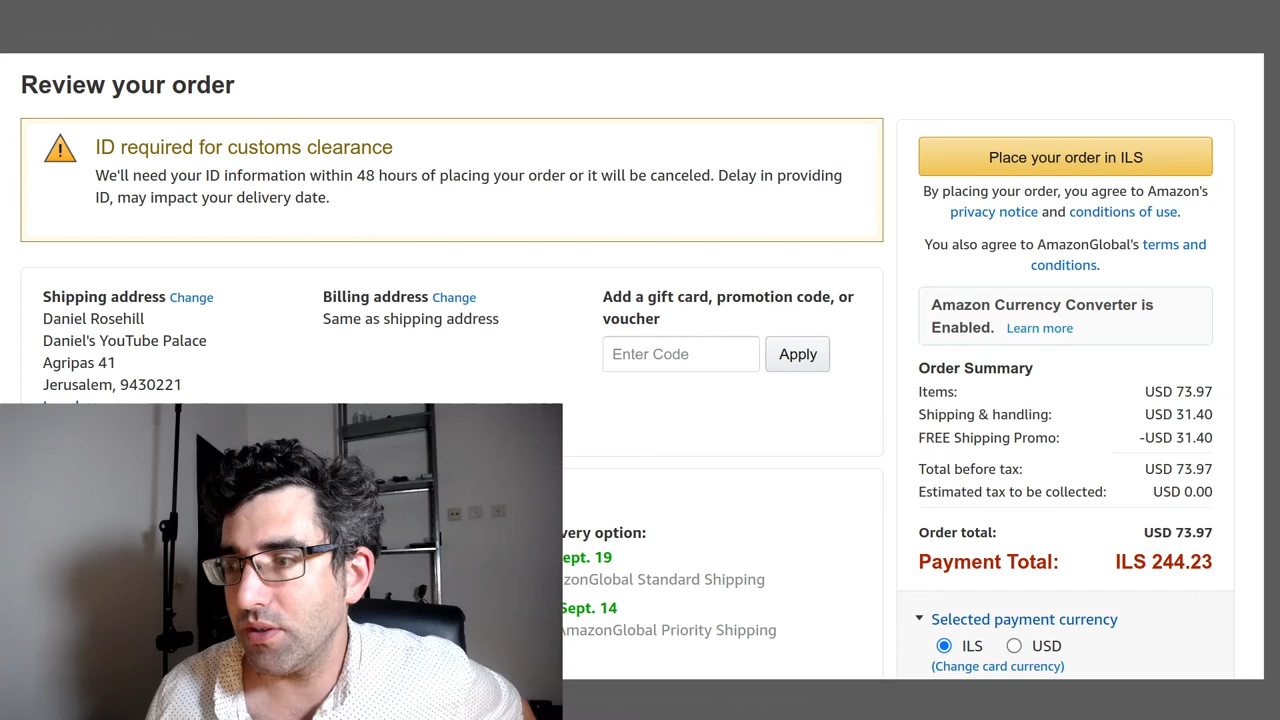 Review your order
ID required for customs clearance
We'll need your ID information within 48 hours of placing your order or it will be canceled. Delay in providing
ID, may impact your delivery date.
Shipping address Change
Daniel Rosehill
Daniel's YouTube Palace
Agripas 41
Jerusalem, 9430221
Billing address Change
Same as shipping address
Add a gift card, promotion code, or
voucher
Enter Code
Apply
very option:
ept. 19
zonGlobal Standard Shipping
Sept. 14
AmazonGlobal Priority Shipping
Place your order in ILS
By placing your order, you agree to Amazon's
privacy notice and conditions of use.
You also agree to AmazonGlobal's terms and
conditions.
Amazon Currency Converter is
Enabled. Learn more
Order Summary
Items: USD 73.97
Shipping & handling: USD 31.40
FREE Shipping Promo: -USD 31.40
Total before tax: USD 73.97
Estimated tax to be collected: USD 0.00
Order total: USD 73.97
Payment Total: ILS 244.23
Selected payment currency
ILS USD
(Change card currency)